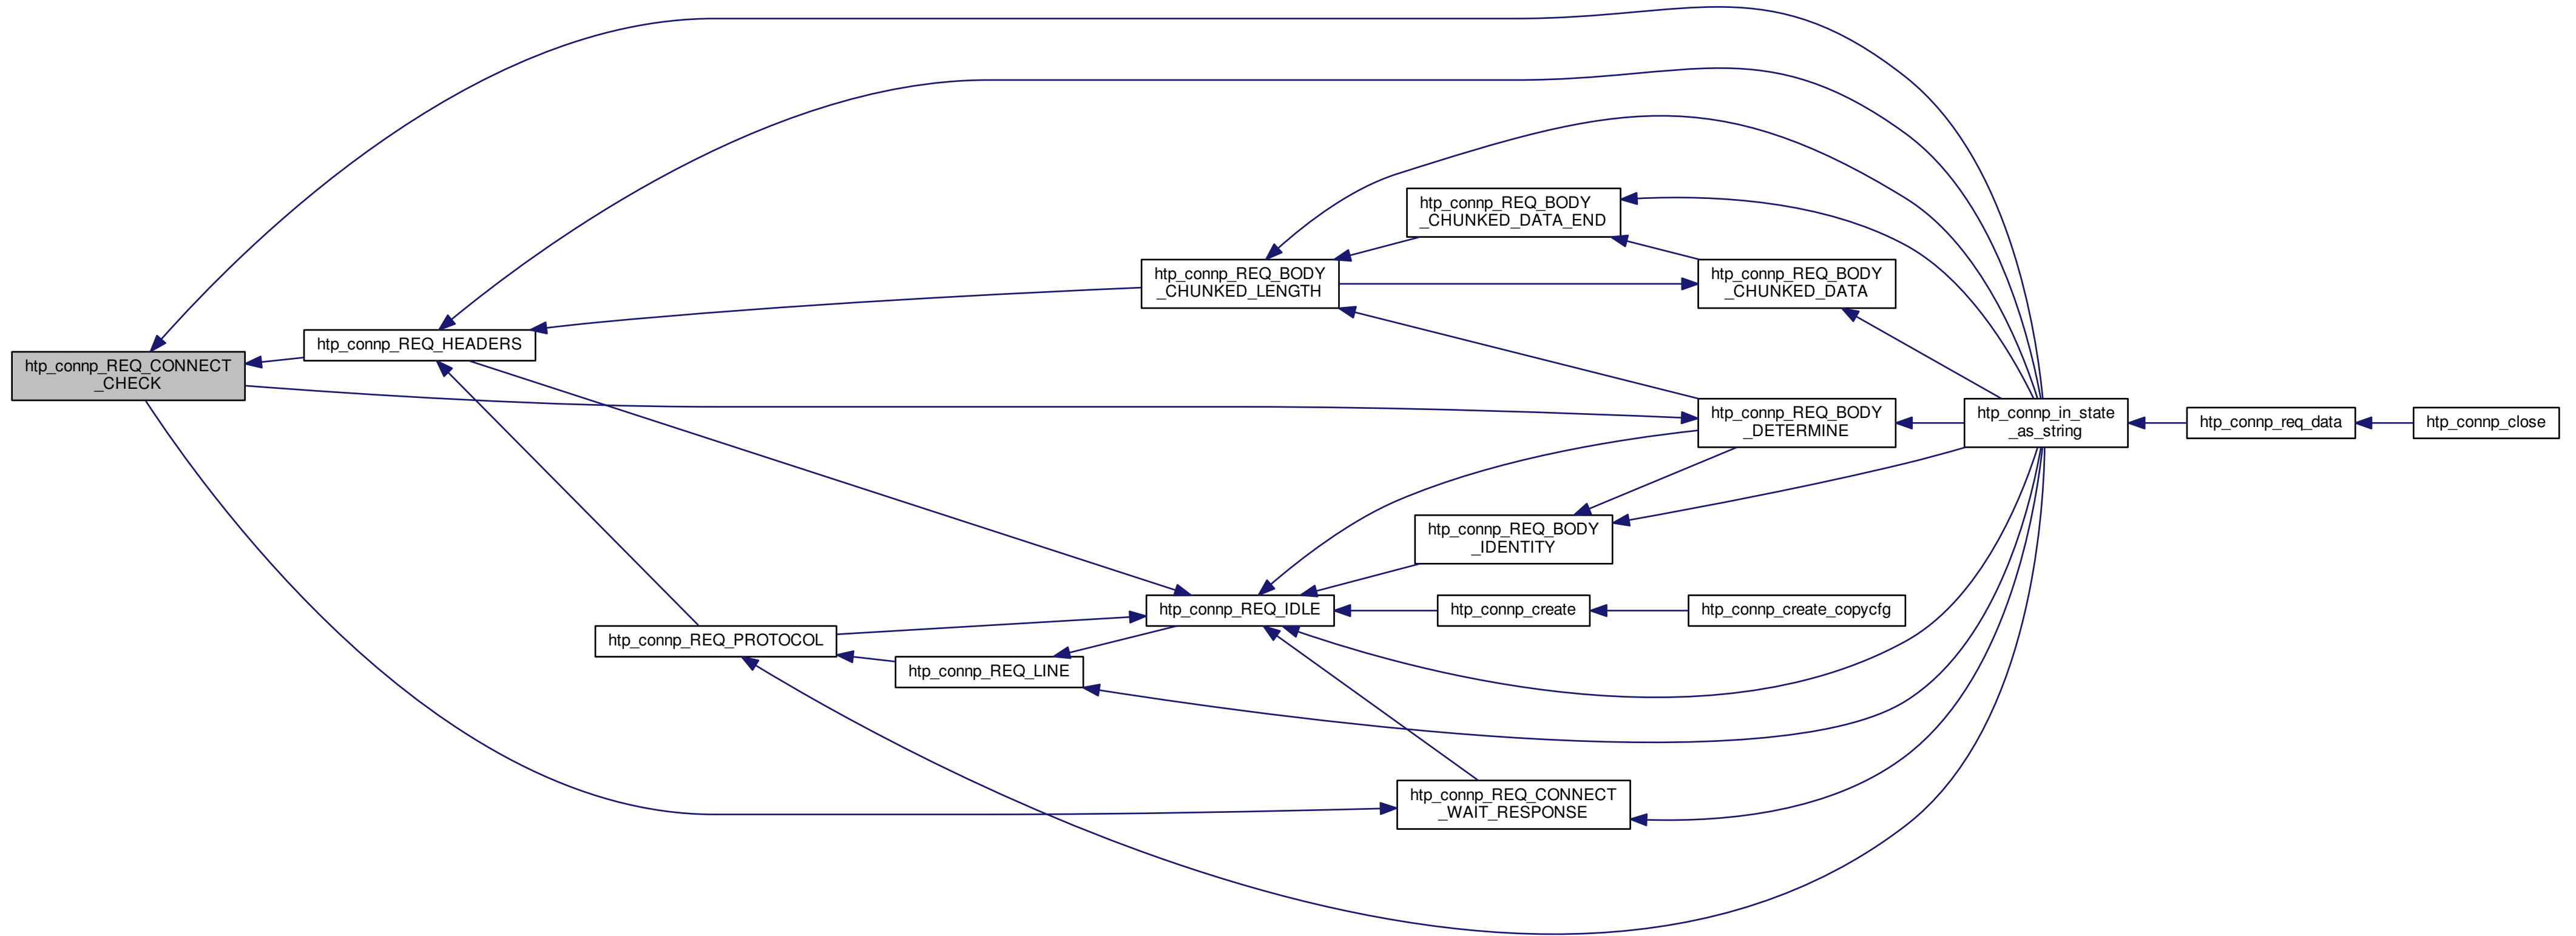 htp_connp_REQ_BODY
_CHUNKED_DATA_END
htp_connp_REQ_BODY
_CHUNKED_LENGTH
htp_connp_REQ_BODY
_CHUNKED_DATA
htp_connp_REQ_HEADERS
htp_connp_REQ_CONNECT
_CHECK
htp_connp_REQ_BODY
_DETERMINE
htp_connp_in_state
_as_string
htp_connp_req_data
htp_connp_close
htp_connp_REQ_BODY
_IDENTITY
htp_connp_REQ_IDLE
htp_connp_create
htp_connp_create_copycfg
htp_connp_REQ_PROTOCOL
htp_connp_REQ_LINE
htp_connp_REQ_CONNECT
_WAIT_RESPONSE